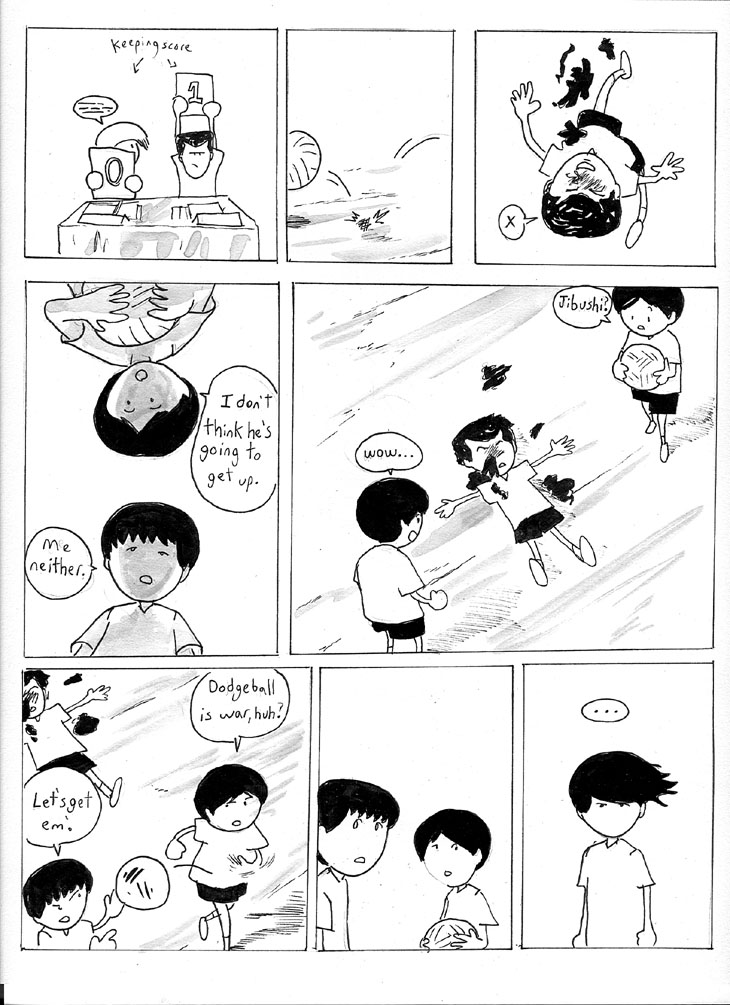 Keeping score
0
1
X
I don't
think he's
going to
get up.
Me
neither.
Jibushi?
wow...
Dodgeball
is war, huh?
Let's get
em'.
...